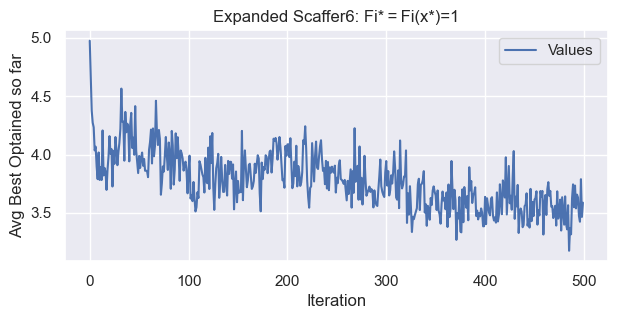 Expanded Scaffer6: Fi* = Fi(x*)=1
Values
Avg Best Optained so far
5.0
4.5
4.0
3.5
0 100 200 300 400 500
Iteration